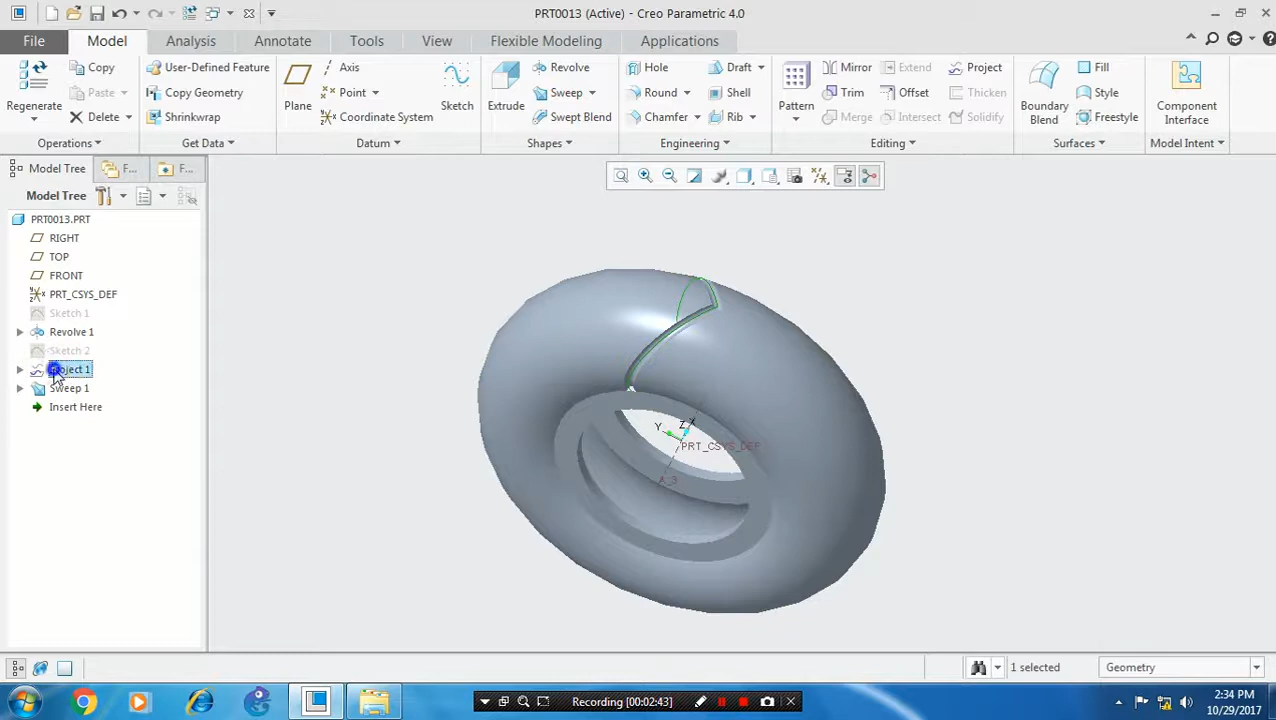 PRT0013 (Active) - Creo Parametric 4.0
File Model Analysis Annotate Tools View Flexible Modeling Applications
Regenerate
Copy
Paste
Delete
Operations
User-Defined Feature
Copy Geometry
Shrinkwrap
Get Data
Plane
Axis
Point
Coordinate System
Sketch
Datum
Extrude
Revolve
Sweep
Swept Blend
Shapes
Hole
Round
Chamfer
Draft
Shell
Rib
Engineering
Pattern
Mirror
Trim
Merge
Extend
Offset
Intersect
Project
Thicken
Solidify
Editing
Boundary Blend
Fill
Style
Freestyle
Surfaces
Component Interface
Model Intent
Model Tree F... F...
Model Tree
PRT0013.PRT
RIGHT
TOP
FRONT
PRT_CSYS_DEF
Sketch 1
Revolve 1
Sketch 2
oject 1
Sweep 1
Insert Here
Y Z X
PRT_CSYS_DEF
A_3
1 selected Geometry
Recording [00:02:43]
2:34 PM
10/29/2017